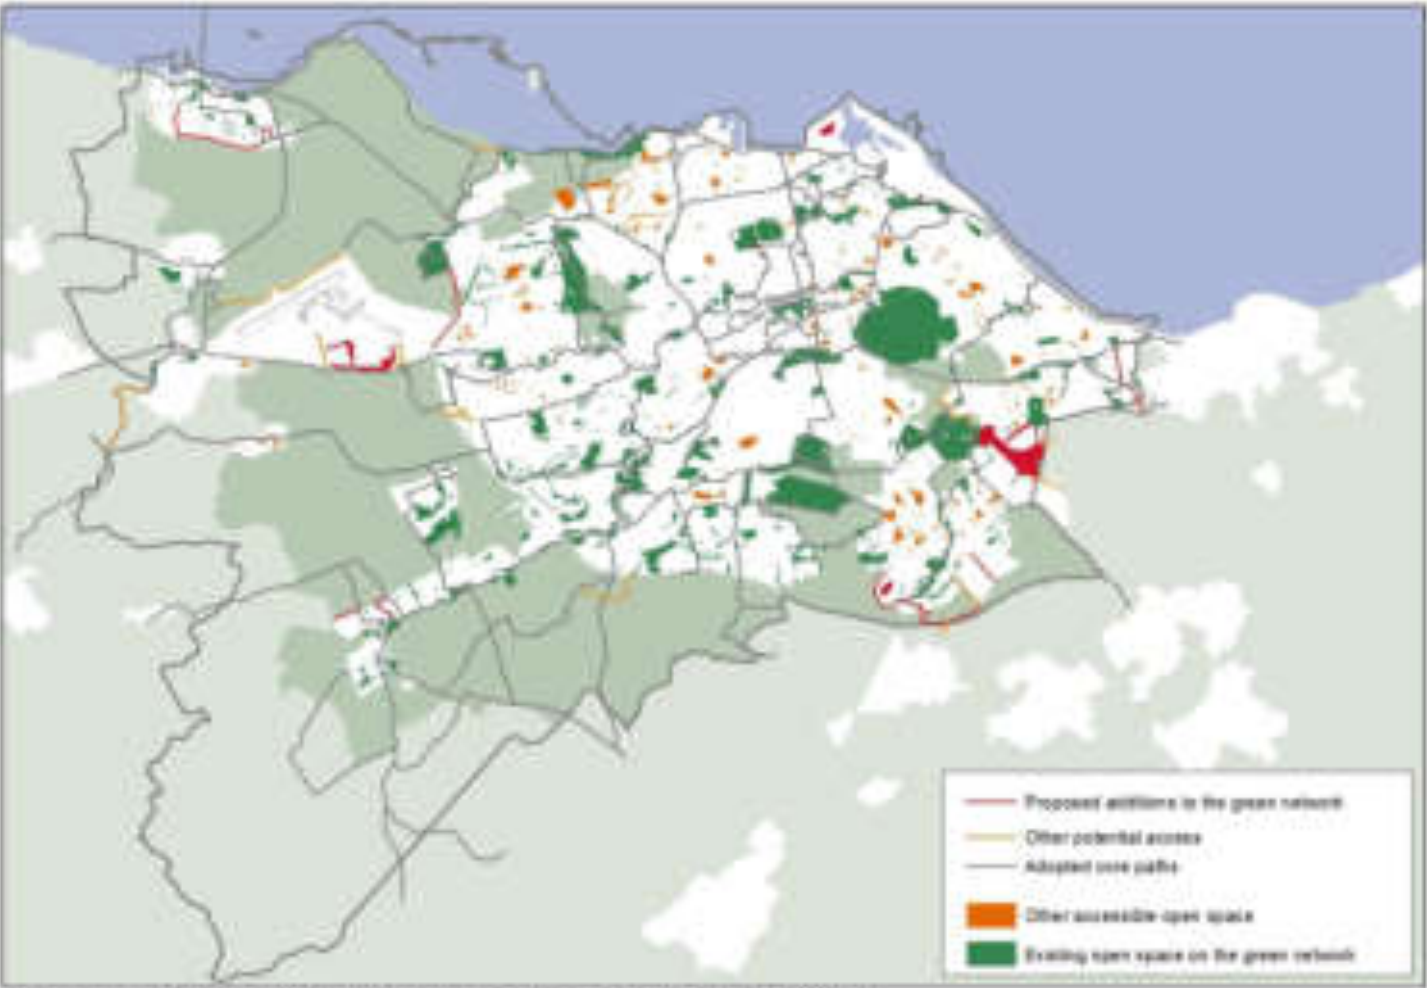 Proposed additions to the green network
Other potential access
Adopted core paths
Other accessible open space
Existing open space on the green network